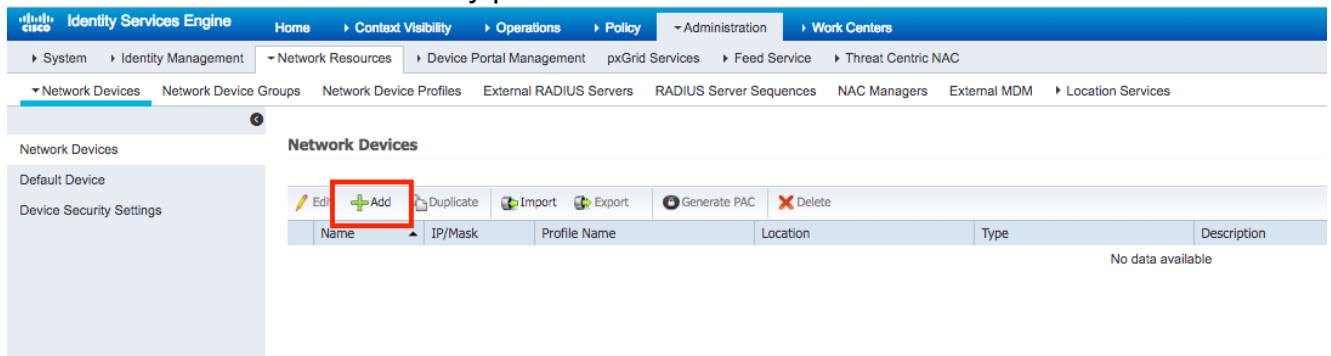 cisco Identity Services Engine Home Context Visibility Operations Policy Administration Work Centers
System Identity Management Network Resources Device Portal Management pxGrid Services Feed Service Threat Centric NAC
Network Devices Network Device Groups Network Device Profiles External RADIUS Servers RADIUS Server Sequences NAC Managers External MDM Location Services
Network Devices
Default Device
Device Security Settings
Network Devices
Edit Add Duplicate Import Export Generate PAC Delete
Name IP/Mask Profile Name Location Type Description
No data available